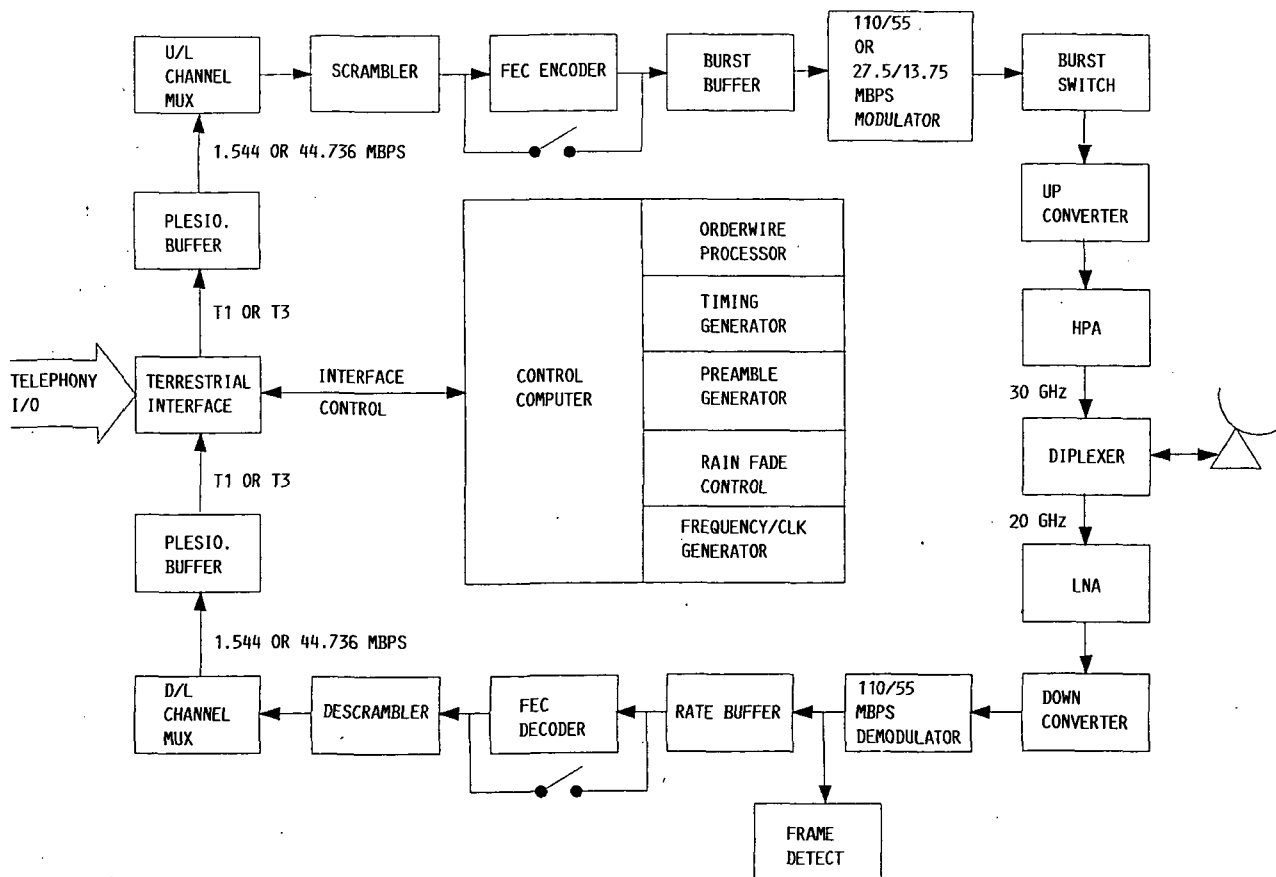 U/L
CHANNEL
MUX
SCRAMBLER
FEC ENCODER
BURST
BUFFER
110/55
OR
27.5/13.75
MBPS
MODULATOR
BURST
SWITCH
1.544 OR 44.736 MBPS
PLESIO.
BUFFER
T1 OR T3
TELEPHONY
I/O
TERRESTRIAL
INTERFACE
INTERFACE
CONTROL
CONTROL
COMPUTER
ORDERWIRE
PROCESSOR
TIMING
GENERATOR
PREAMBLE
GENERATOR
RAIN FADE
CONTROL
FREQUENCY/CLK
GENERATOR
UP
CONVERTER
HPA
30 GHz
DIPLEXER
20 GHz
LNA
T1 OR T3
PLESIO.
BUFFER
1.544 OR 44.736 MBPS
D/L
CHANNEL
MUX
DESCRAMBLER
FEC
DECODER
RATE BUFFER
110/55
MBPS
DEMODULATOR
DOWN
CONVERTER
FRAME
DETECT